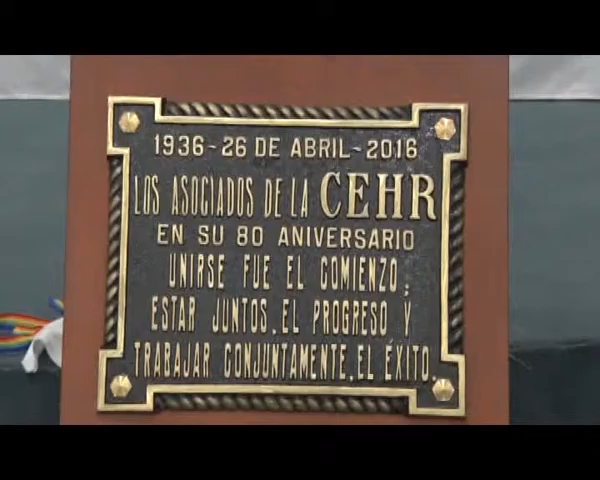 1936-26 DE ABRIL-2016
LOS ASOCIADOS DE LA CEHR
EN SU 80 ANIVERSARIO
UNIRSE FUE EL COMIENZO;
ESTAR JUNTOS, EL PROGRESO Y
TRABAJAR CONJUNTAMENTE, EL ÉXITO.